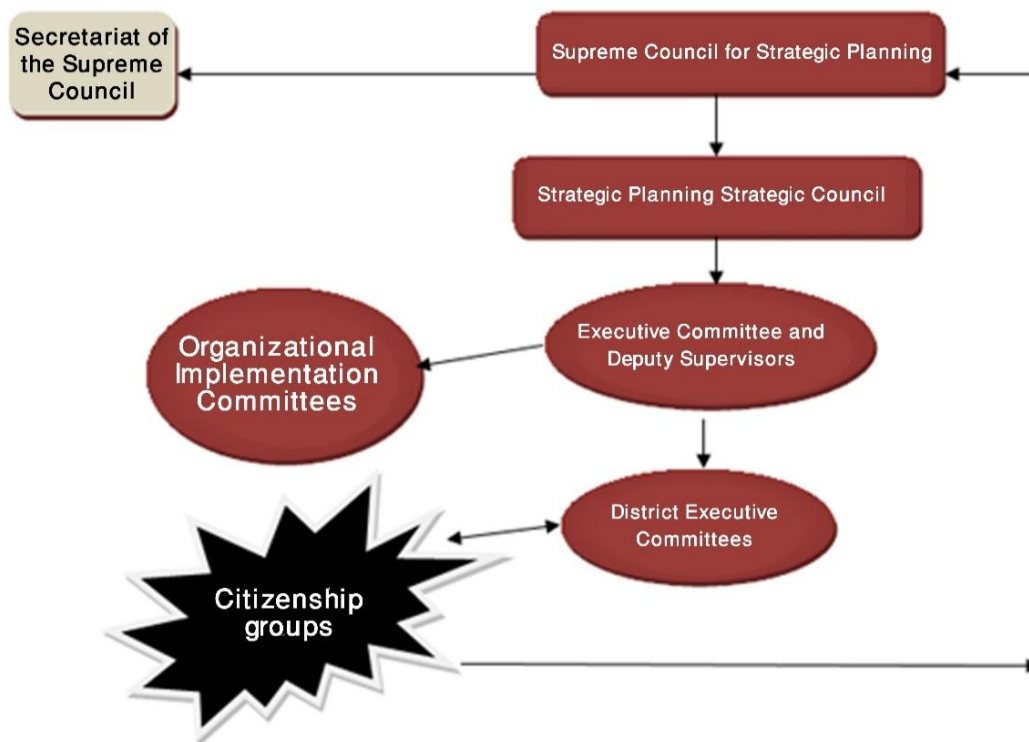 Secretariat of
the Supreme
Council
Supreme Council for Strategic Planning
Strategic Planning Strategic Council
Executive Committee and
Deputy Supervisors
Organizational
Implementation
Committees
District Executive
Committees
Citizenship
groups